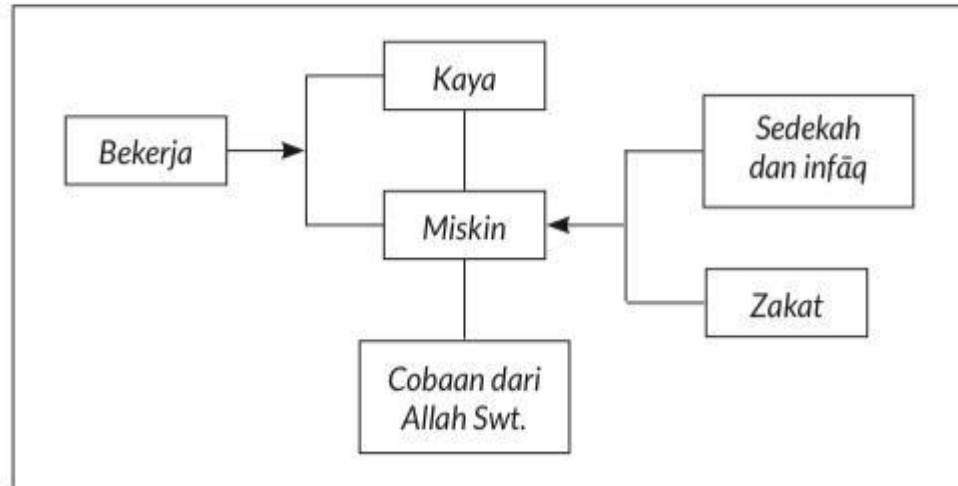 Kaya
Bekerja
Sedekah
dan infāq
Miskin
Zakat
Cobaan dari
Allah Swt.